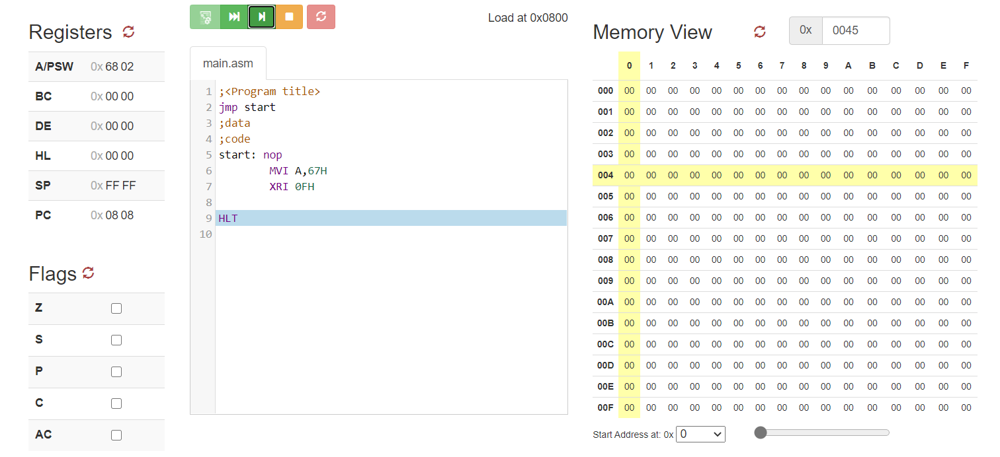 Registers
A/PSW 0x 68 02
BC 0x 00 00
DE 0x 00 00
HL 0x 00 00
SP 0x FF FF
PC 0x 08 08
Flags
Z
S
P
C
AC
Load at 0x0800
main.asm
1 ;<Program title>
2 jmp start
3 ;data
4 ;code
5 start: nop
6 MVI A,67H
7 XRI 0FH
8
9 HLT
10
Memory View 0x 0045
0 1 2 3 4 5 6 7 8 9 A B C D E F
000 00 00 00 00 00 00 00 00 00 00 00 00 00 00 00 00
001 00 00 00 00 00 00 00 00 00 00 00 00 00 00 00 00
002 00 00 00 00 00 00 00 00 00 00 00 00 00 00 00 00
003 00 00 00 00 00 00 00 00 00 00 00 00 00 00 00 00
004 00 00 00 00 00 00 00 00 00 00 00 00 00 00 00 00
005 00 00 00 00 00 00 00 00 00 00 00 00 00 00 00 00
006 00 00 00 00 00 00 00 00 00 00 00 00 00 00 00 00
007 00 00 00 00 00 00 00 00 00 00 00 00 00 00 00 00
008 00 00 00 00 00 00 00 00 00 00 00 00 00 00 00 00
009 00 00 00 00 00 00 00 00 00 00 00 00 00 00 00 00
00A 00 00 00 00 00 00 00 00 00 00 00 00 00 00 00 00
00B 00 00 00 00 00 00 00 00 00 00 00 00 00 00 00 00
00C 00 00 00 00 00 00 00 00 00 00 00 00 00 00 00 00
00D 00 00 00 00 00 00 00 00 00 00 00 00 00 00 00 00
00E 00 00 00 00 00 00 00 00 00 00 00 00 00 00 00 00
00F 00 00 00 00 00 00 00 00 00 00 00 00 00 00 00 00
Start Address at: 0x 0